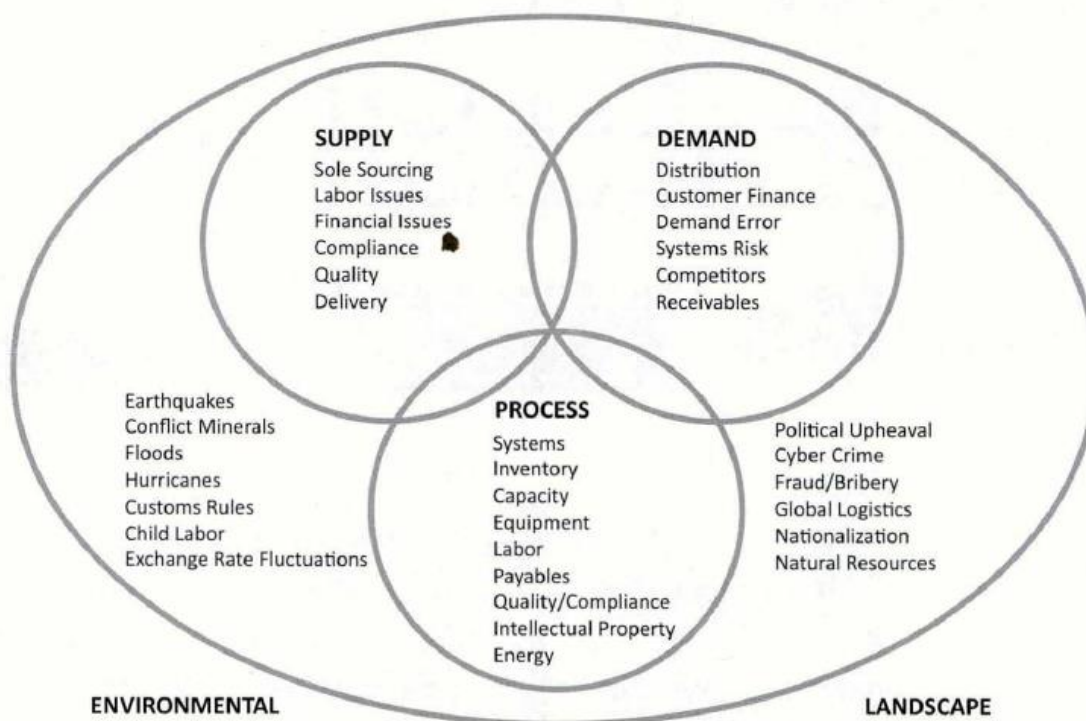 SUPPLY
Sole Sourcing
Labor Issues
Financial Issues
Compliance
Quality
Delivery
DEMAND
Distribution
Customer Finance
Demand Error
Systems Risk
Competitors
Receivables
Earthquakes
Conflict Minerals
Floods
Hurricanes
Customs Rules
Child Labor
Exchange Rate Fluctuations
PROCESS
Systems
Inventory
Capacity
Equipment
Labor
Payables
Quality/Compliance
Intellectual Property
Energy
Political Upheaval
Cyber Crime
Fraud/Bribery
Global Logistics
Nationalization
Natural Resources
ENVIRONMENTAL
LANDSCAPE